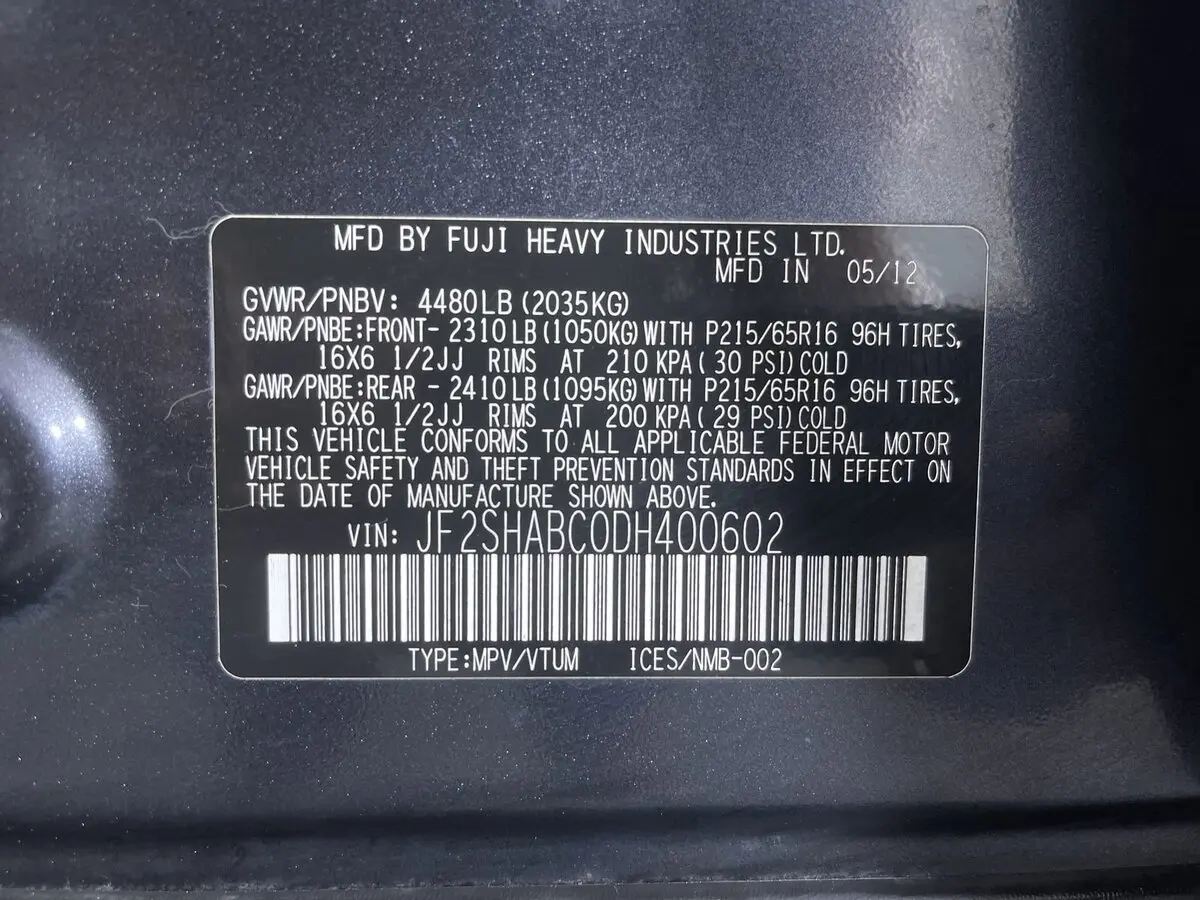 MFD BY FUJI HEAVY INDUSTRIES LTD.
MFD IN 05/12
GVWR/PNBV: 4480LB (2035KG)
GAWR/PNBE:FRONT- 2310LB (1050KG) WITH P215/65R16 96H TIRES,
16X6 1/2JJ RIMS AT 210 KPA ( 30 PSI) COLD
GAWR/PNBE:REAR - 2410LB (1095KG) WITH P215/65R16 96H TIRES,
16X6 1/2JJ RIMS AT 200 KPA ( 29 PSI) COLD
THIS VEHICLE CONFORMS TO ALL APPLICABLE FEDERAL MOTOR
VEHICLE SAFETY AND THEFT PREVENTION STANDARDS IN EFFECT ON
THE DATE OF MANUFACTURE SHOWN ABOVE.
VIN: JF2SHABC0DH400602
TYPE:MPV/VTUM ICES/NMB-002